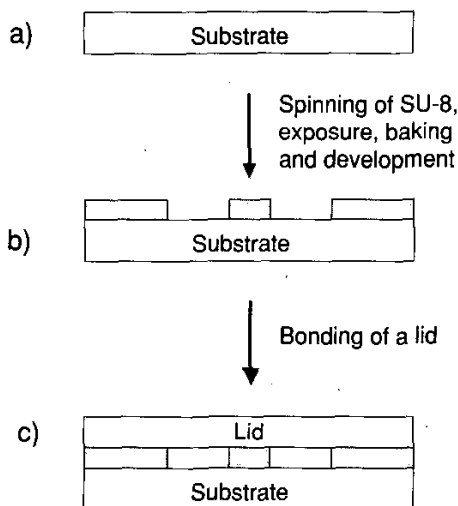 a)
Substrate
Spinning of SU-8,
exposure, baking
and development
b)
Substrate
Bonding of a lid
c)
Lid
Substrate